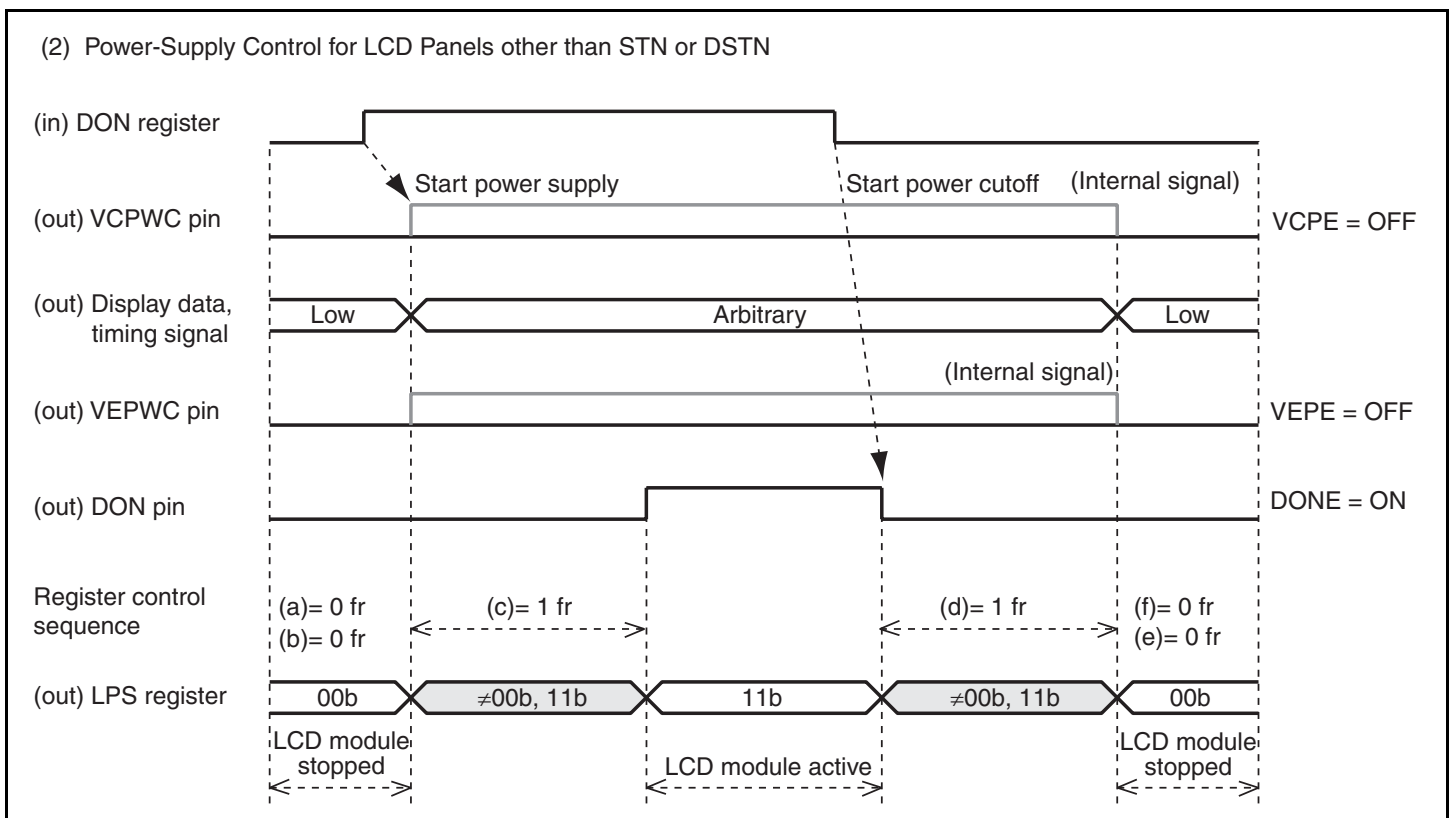 (2) Power-Supply Control for LCD Panels other than STN or DSTN
(in) DON register
Start power supply
Start power cutoff
(Internal signal)
(out) VCPWC pin
VCPE = OFF
(out) Display data,
timing signal
Low
Arbitrary
Low
(Internal signal)
(out) VEPWC pin
VEPE = OFF
(out) DON pin
DONE = ON
Register control
sequence
(a)= 0 fr
(b)= 0 fr
(c)= 1 fr
(d)= 1 fr
(f)= 0 fr
(e)= 0 fr
(out) LPS register
00b
≠00b, 11b
11b
≠00b, 11b
00b
LCD module
stopped
LCD module active
LCD module
stopped